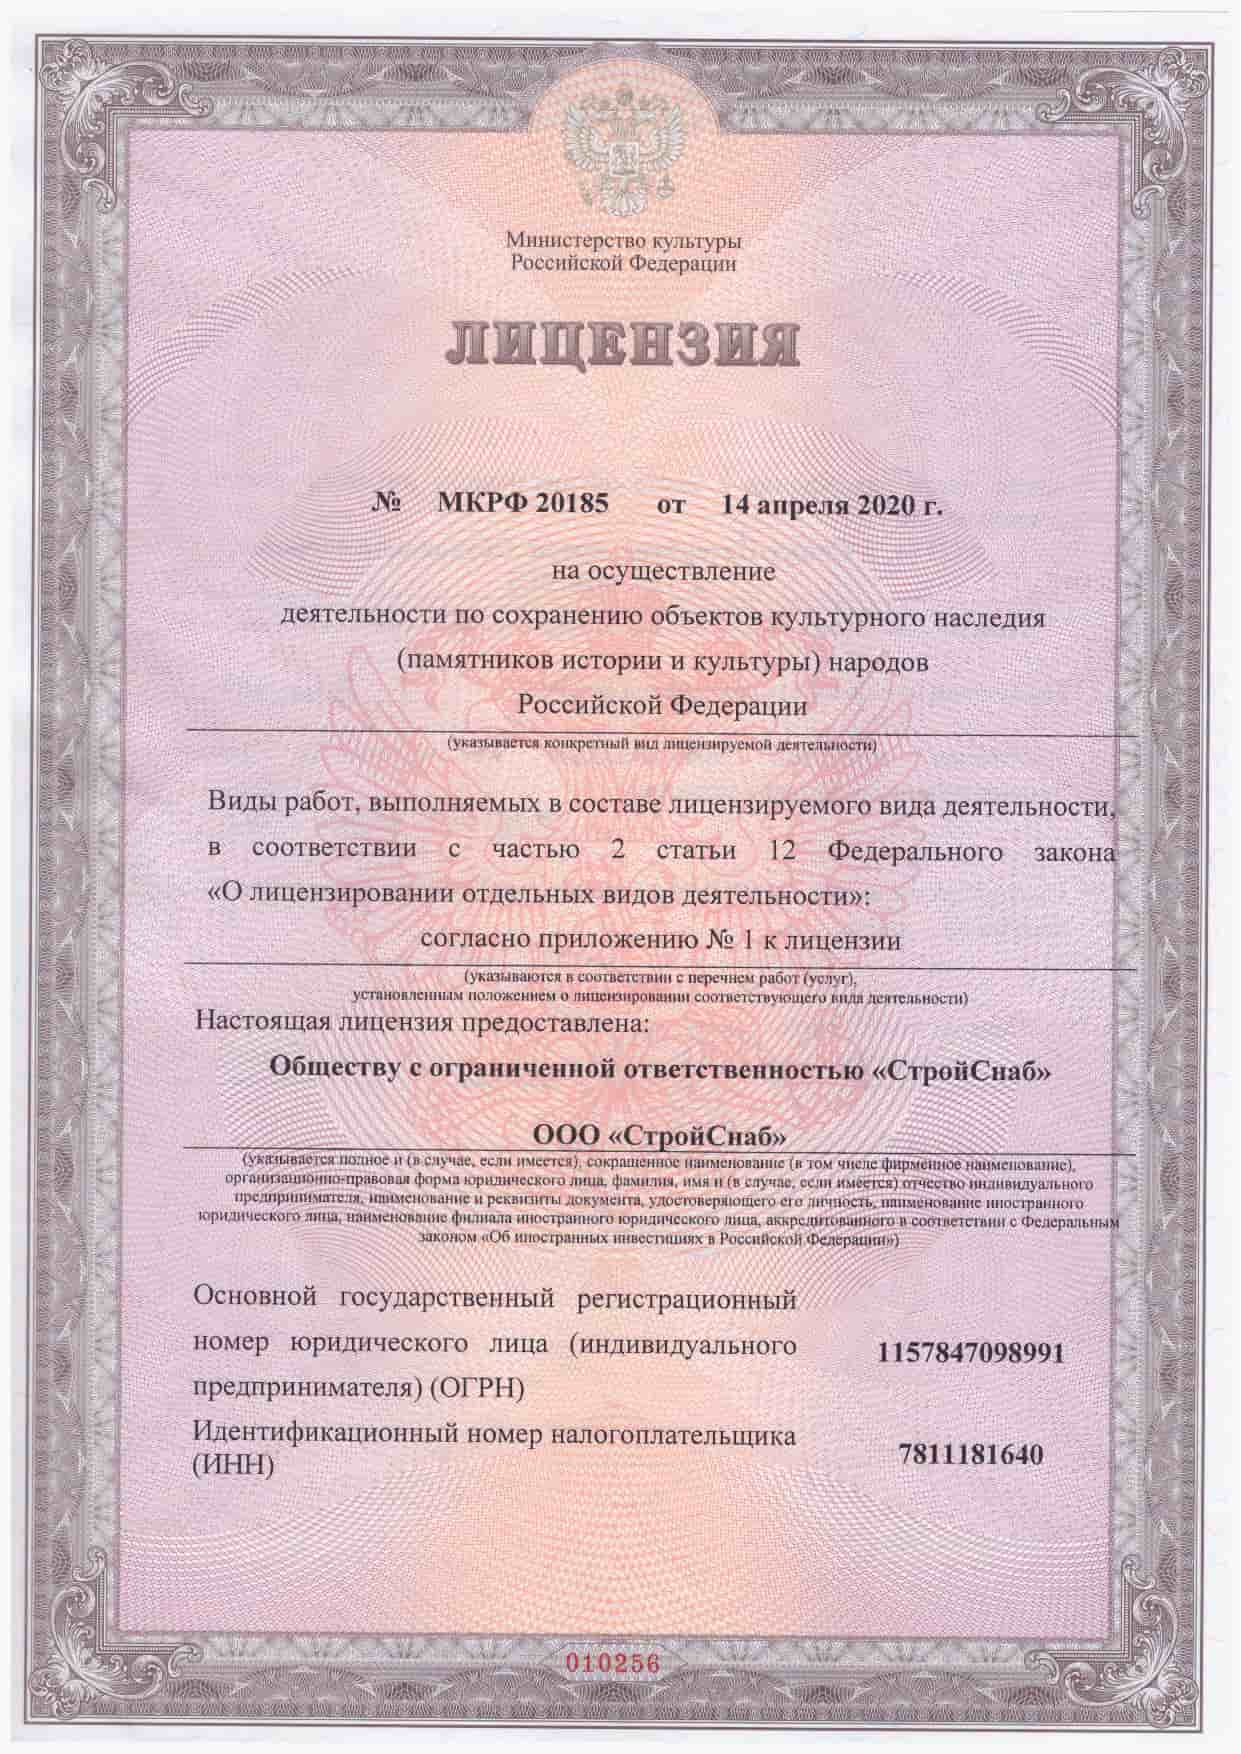 Министерство культуры
Российской Федерации
ЛИЦЕНЗИЯ
№ МКРФ 20185 от 14 апреля 2020 г.
на осуществление
деятельности по сохранению объектов культурного наследия
(памятников истории и культуры) народов
Российской Федерации
(указывается конкретный вид лицензируемой деятельности)
Виды работ, выполняемых в составе лицензируемого вида деятельности,
в соответствии с частью 2 статьи 12 Федерального закона
«О лицензировании отдельных видов деятельности»:
согласно приложению № 1 к лицензии
(указываются в соответствии с перечнем работ (услуг),
установленным положением о лицензировании соответствующего вида деятельности)
Настоящая лицензия предоставлена:
Обществу с ограниченной ответственностью «СтройСнаб»
ООО «СтройСнаб»
(указывается полное и (в случае, если имеется), сокращенное наименование (в том числе фирменное наименование),
организационно-правовая форма юридического лица, фамилия, имя и (в случае, если имеется) отчество индивидуального
предпринимателя, наименование и реквизиты документа, удостоверяющего его личность, наименование иностранного
юридического лица, наименование филиала иностранного юридического лица, аккредитованного в соответствии с Федеральным
законом «Об иностранных инвестициях в Российской Федерации»)
Основной государственный регистрационный
номер юридического лица (индивидуального
предпринимателя) (ОГРН)
1157847098991
Идентификационный номер налогоплательщика
(ИНН)
7811181640
010256